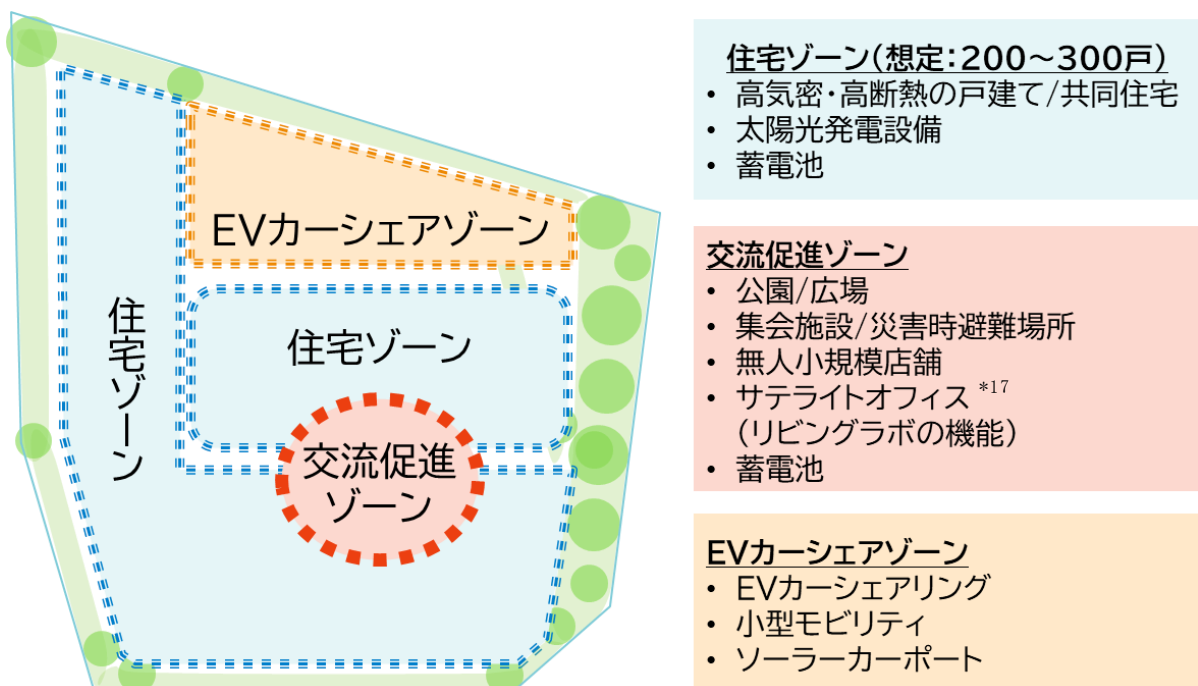 EVカーシェアゾーン
住宅ゾーン
住宅ゾーン
交流促進
ゾーン
住宅ゾーン(想定:200~300戸)
• 高気密・高断熱の戸建て/共同住宅
• 太陽光発電設備
• 蓄電池
交流促進ゾーン
• 公園/広場
• 集会施設/災害時避難場所
• 無人小規模店舗
• サテライトオフィス *17
(リビングラボの機能)
• 蓄電池
EVカーシェアゾーン
• EVカーシェアリング
• 小型モビリティ
• ソーラーカーポート